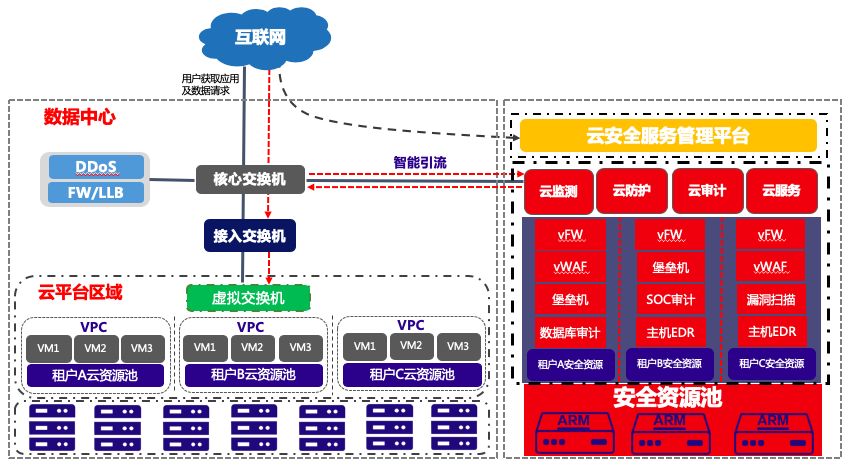 互联网
用户获取应用
及数据请求
数据中心
DDoS
FW/LLB
核心交换机
智能引流
接入交换机
云平台区域
虚拟交换机
VPC
VM1
VM2
VM3
租户A云资源池
VPC
VM1
VM2
VM3
租户B云资源池
VPC
VM1
VM2
VM3
租户C云资源池
云安全服务管理平台
云监测
云防护
云审计
云服务
vFW
vWAF
堡垒机
数据库审计
租户A安全资源
vFW
堡垒机
SOC审计
主机EDR
租户B安全资源
vFW
vWAF
漏洞扫描
主机EDR
租户C安全资源
安全资源池
ARM
ARM
ARM